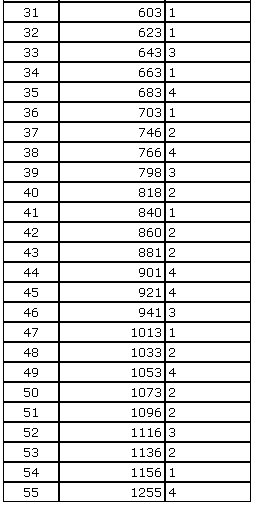 31 603 1
32 623 1
33 643 3
34 663 1
35 683 4
36 703 1
37 746 2
38 766 4
39 798 3
40 818 2
41 840 1
42 860 2
43 881 2
44 901 4
45 921 4
46 941 3
47 1013 1
48 1033 2
49 1053 4
50 1073 2
51 1096 2
52 1116 3
53 1136 2
54 1156 1
55 1255 4